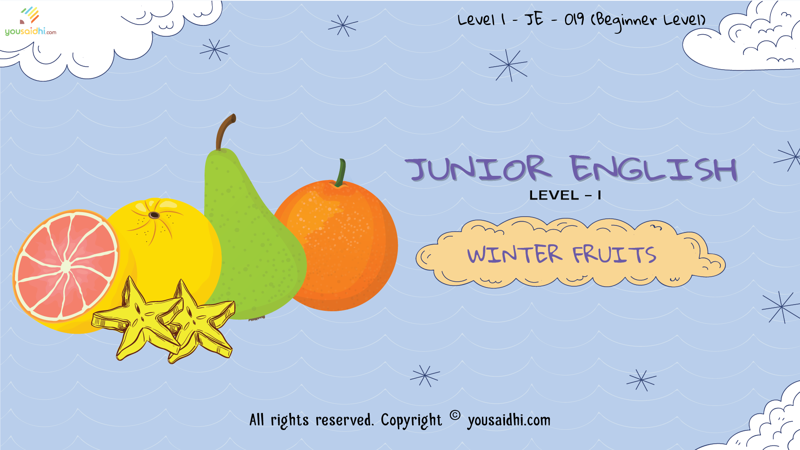 yousaidhi.com
Level 1 - JE - 019 (Beginner Level)
JUNIOR ENGLISH
LEVEL - I
WINTER FRUITS
All rights reserved. Copyright © yousaidhi.com